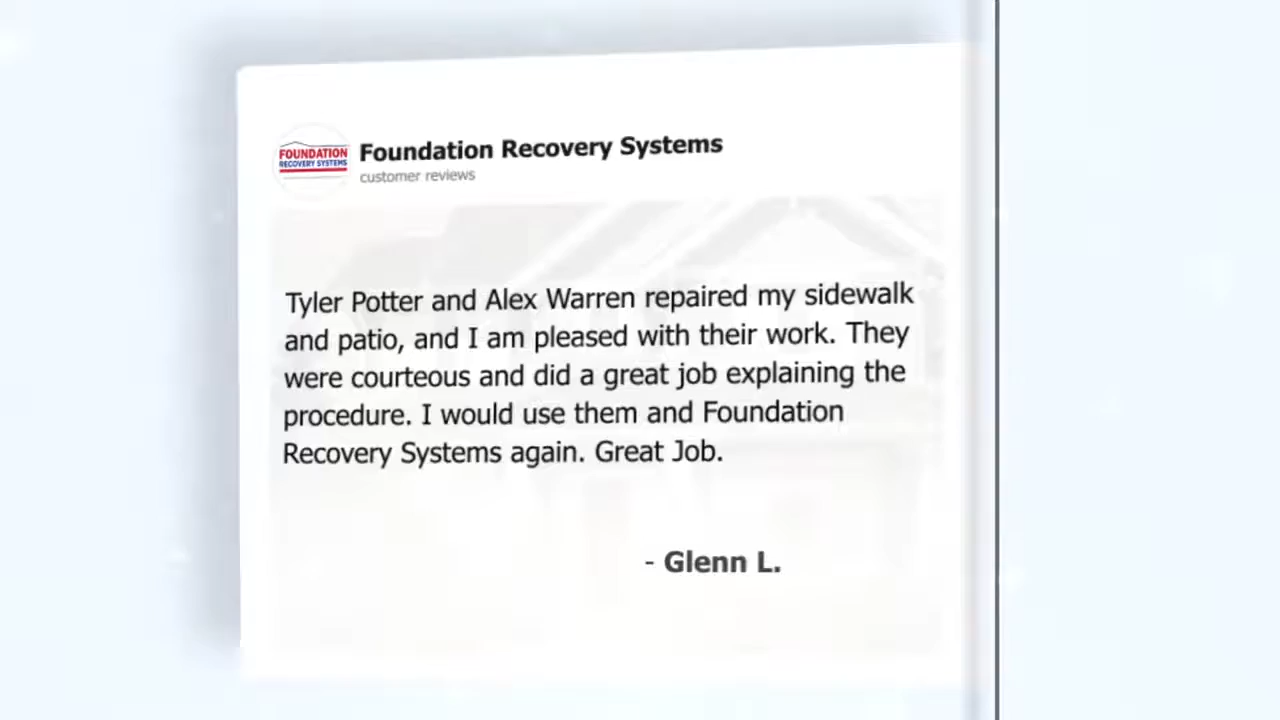 FOUNDATION
RECOVERY SYSTEMS
Foundation Recovery Systems
customer reviews
Tyler Potter and Alex Warren repaired my sidewalk
and patio, and I am pleased with their work. They
were courteous and did a great job explaining the
procedure. I would use them and Foundation
Recovery Systems again. Great Job.
- Glenn L.